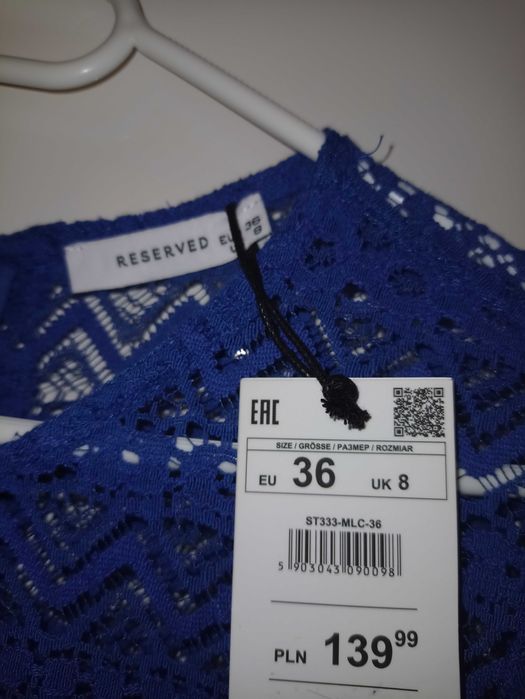 RESERVED EU 36
8
EAC
SIZE / GRÖSSE / РАЗМЕР / ROZMIAR
EU 36 UK 8
ST333-MLC-36
5 903043 090098
PLN 139 99